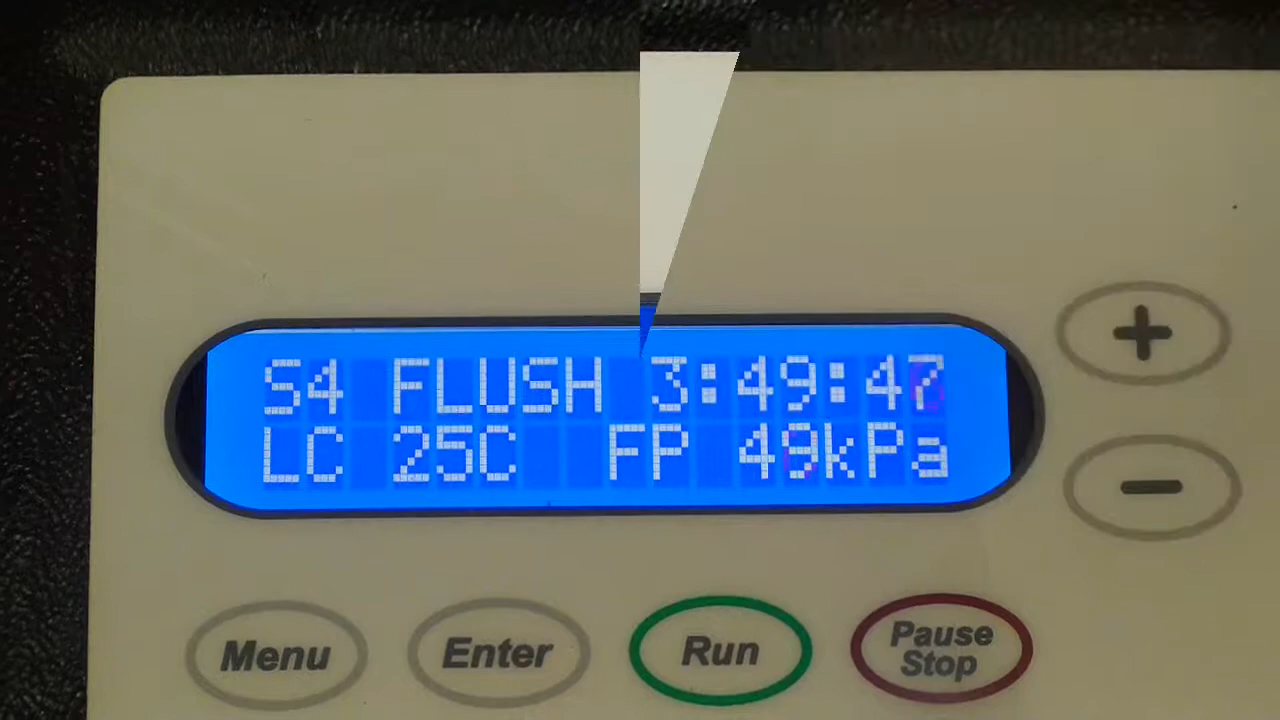 S4 FLUSH 3:49:47
LC 25C FP 49kPa
+
-
Menu Enter Run Pause Stop